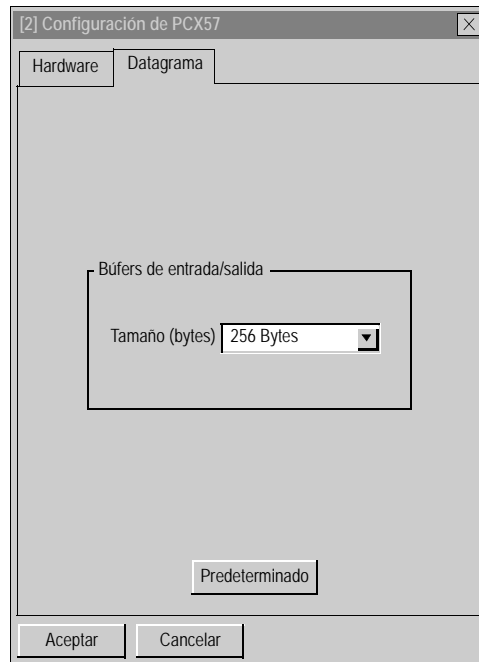 [2] Configuración de PCX57
Hardware
Datagrama
Búfers de entrada/salida
Tamaño (bytes) 256 Bytes
Predeterminado
Aceptar
Cancelar